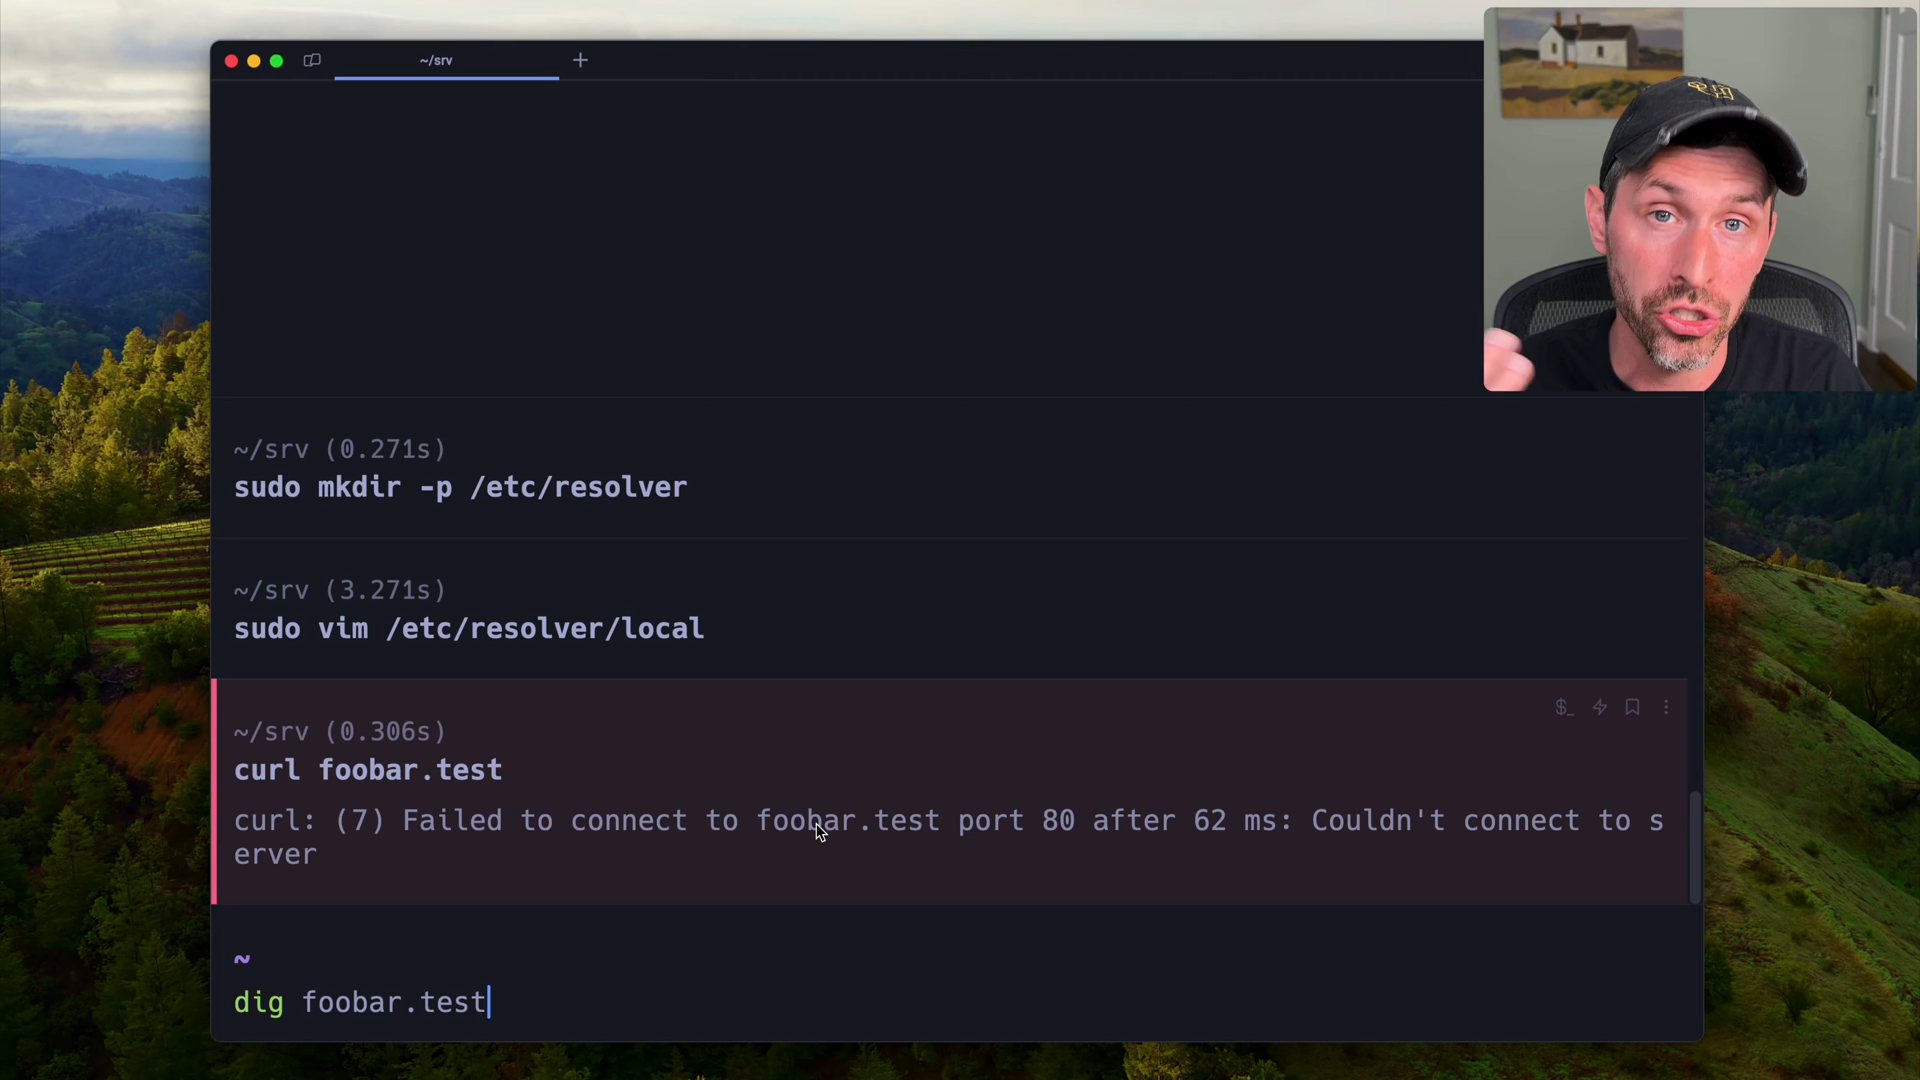 ~/srv
~/srv (0.271s)
sudo mkdir -p /etc/resolver
~/srv (3.271s)
sudo vim /etc/resolver/local
$_
~/srv (0.306s)
curl foobar.test
curl: (7) Failed to connect to foobar.test port 80 after 62 ms: Couldn't connect to s
erver
~
dig foobar.test